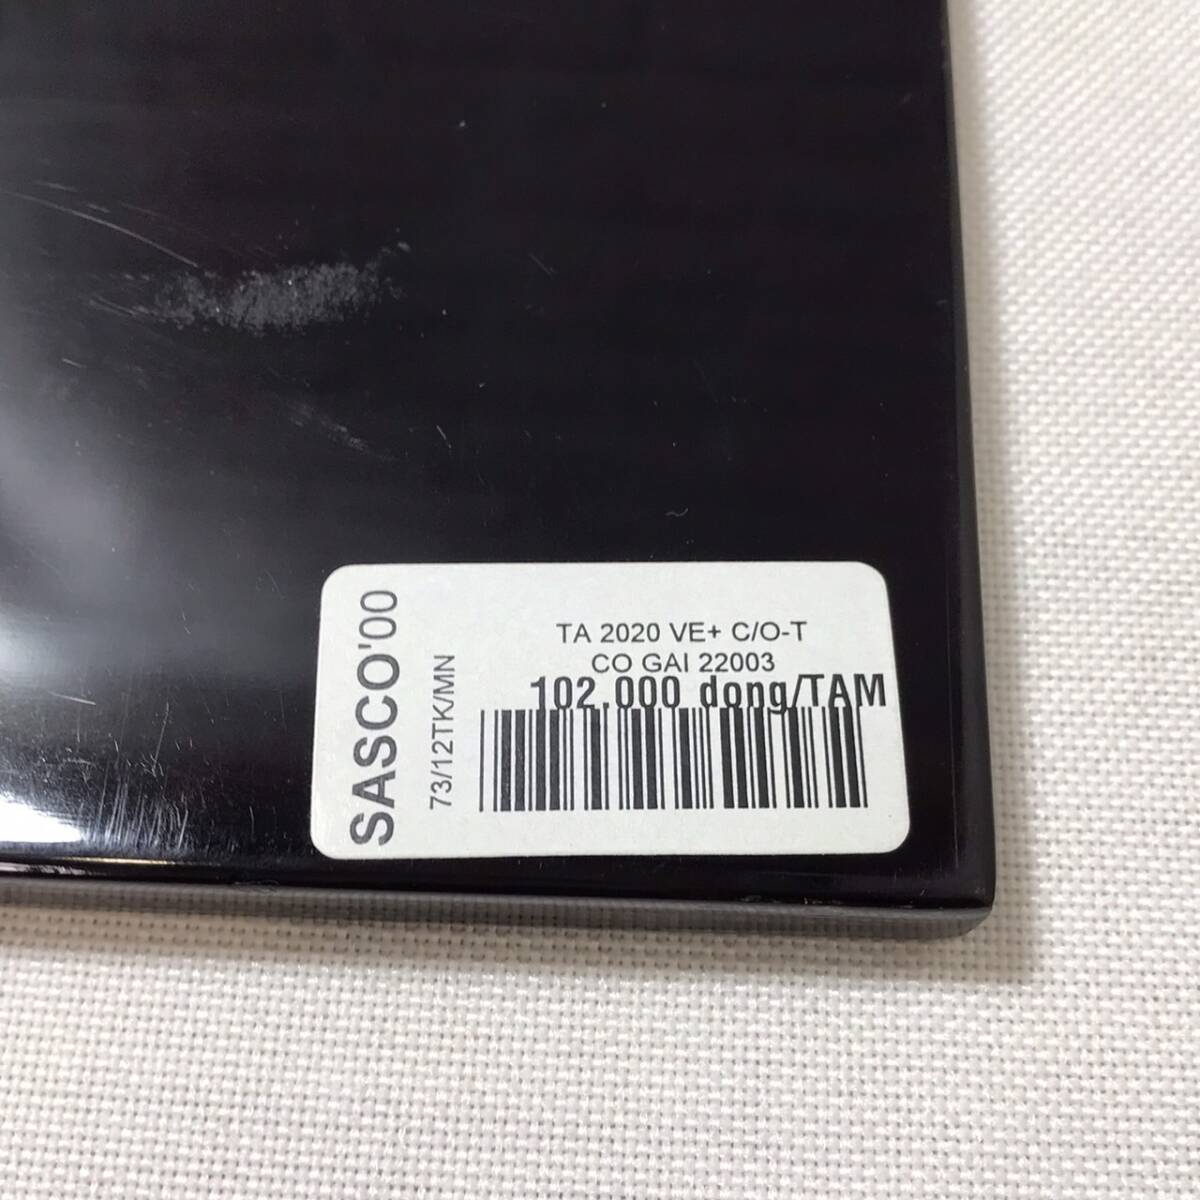 SASCO'00
73/12TK/MN
TA 2020 VE+ C/O-T
CO GAI 22003
102.000 dong/TAM